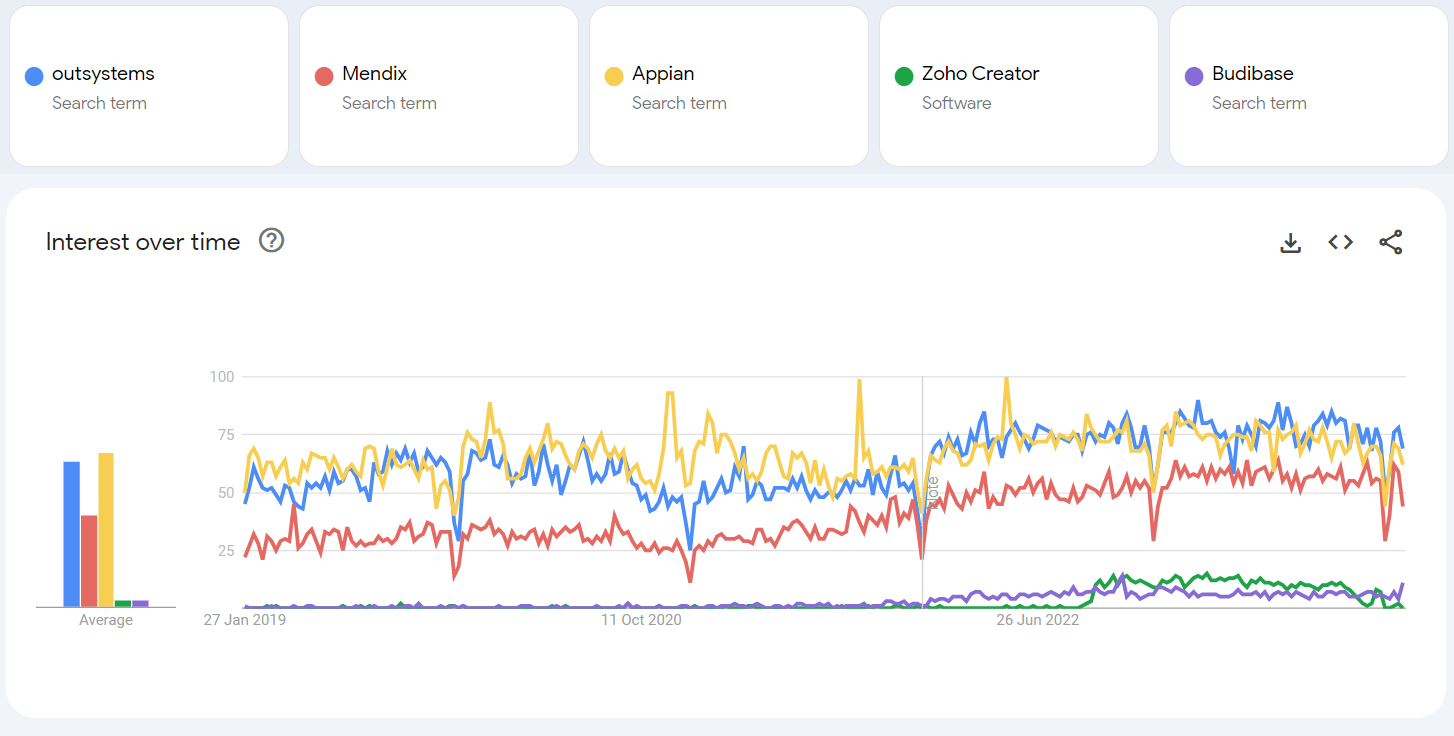 outsystems
Search term
Mendix
Search term
Appian
Search term
Zoho Creator
Software
Budibase
Search term
Interest over time
100
75
50
25
Note
Average
27 Jan 2019
11 Oct 2020
26 Jun 2022